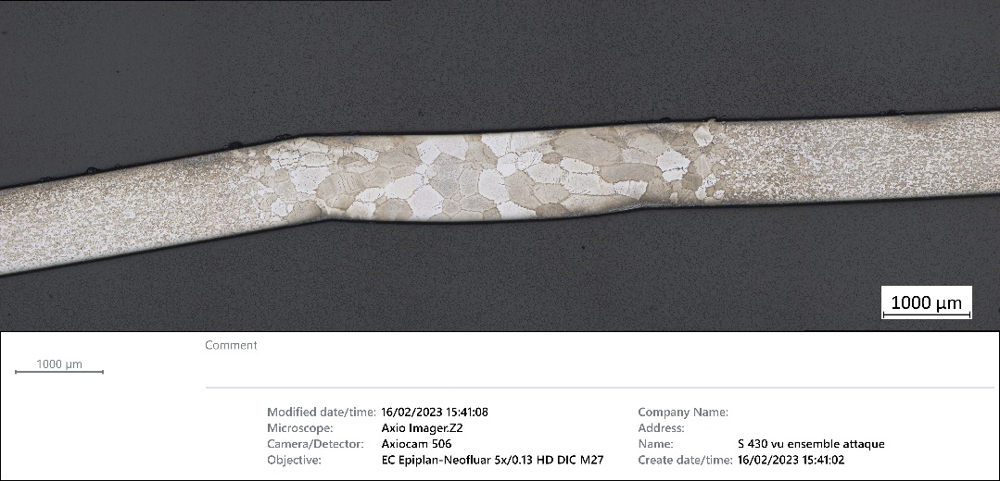 1000 µm
Comment
1000 µm
Modified date/time: 16/02/2023 15:41:08
Microscope: Axio Imager.Z2
Camera/Detector: Axiocam 506
Objective: EC Epiplan-Neofluar 5x/0.13 HD DIC M27
Company Name:
Address:
Name: S 430 vu ensemble attaque
Create date/time: 16/02/2023 15:41:02